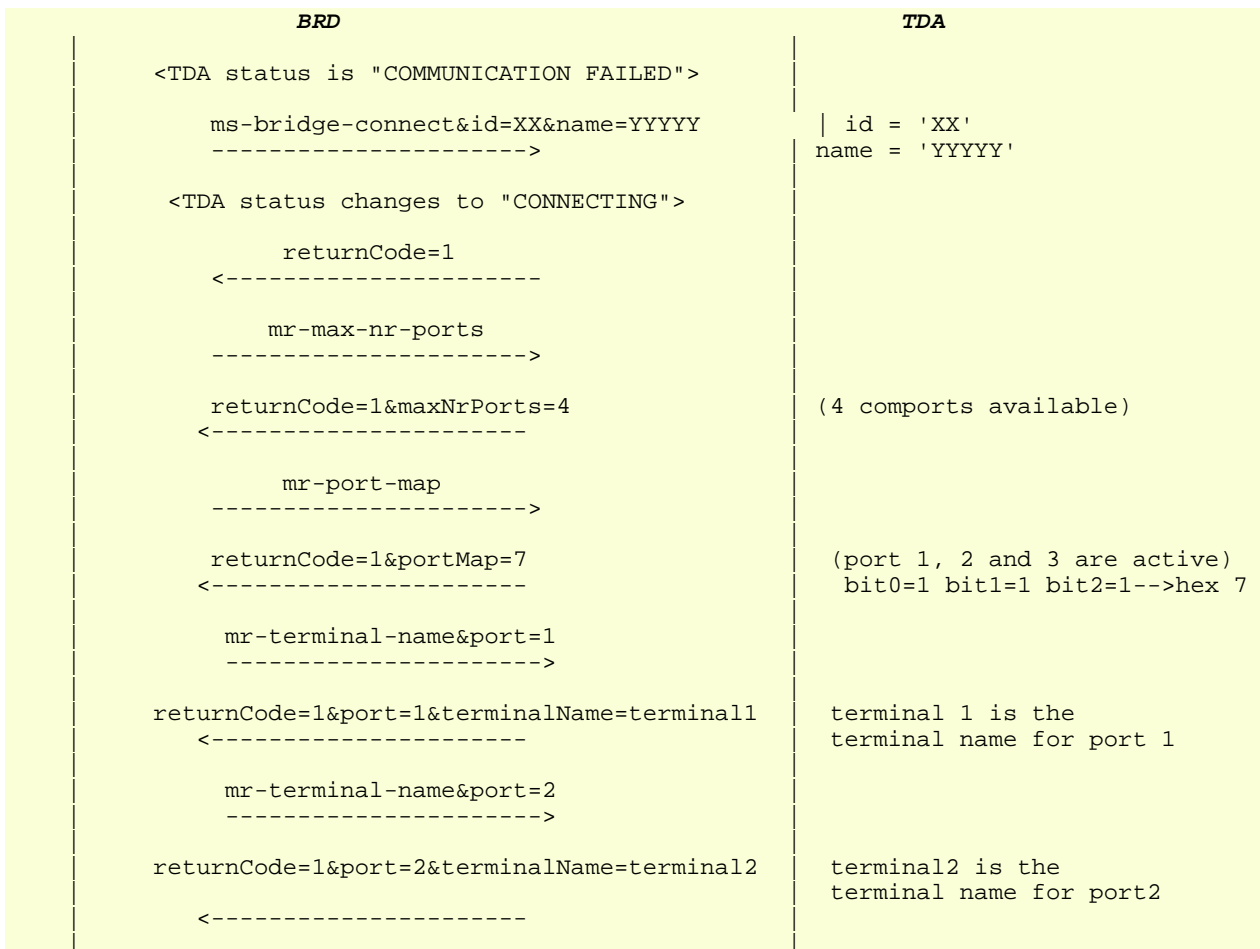 BRD TDA
<TDA status is "COMMUNICATION FAILED">
ms-bridge-connect&id=XX&name=YYYYY | id = 'XX'
----------------------> name = 'YYYYY'
<TDA status changes to "CONNECTING">
returnCode=1
<----------------------
mr-max-nr-ports
---------------------->
returnCode=1&maxNrPorts=4 (4 comports available)
<----------------------
mr-port-map
---------------------->
returnCode=1&portMap=7 (port 1, 2 and 3 are active)
<---------------------- bit0=1 bit1=1 bit2=1-->hex 7
mr-terminal-name&port=1
---------------------->
returnCode=1&port=1&terminalName=terminal1 terminal 1 is the
<---------------------- terminal name for port 1
mr-terminal-name&port=2
---------------------->
returnCode=1&port=2&terminalName=terminal2 terminal2 is the
terminal name for port2
<----------------------